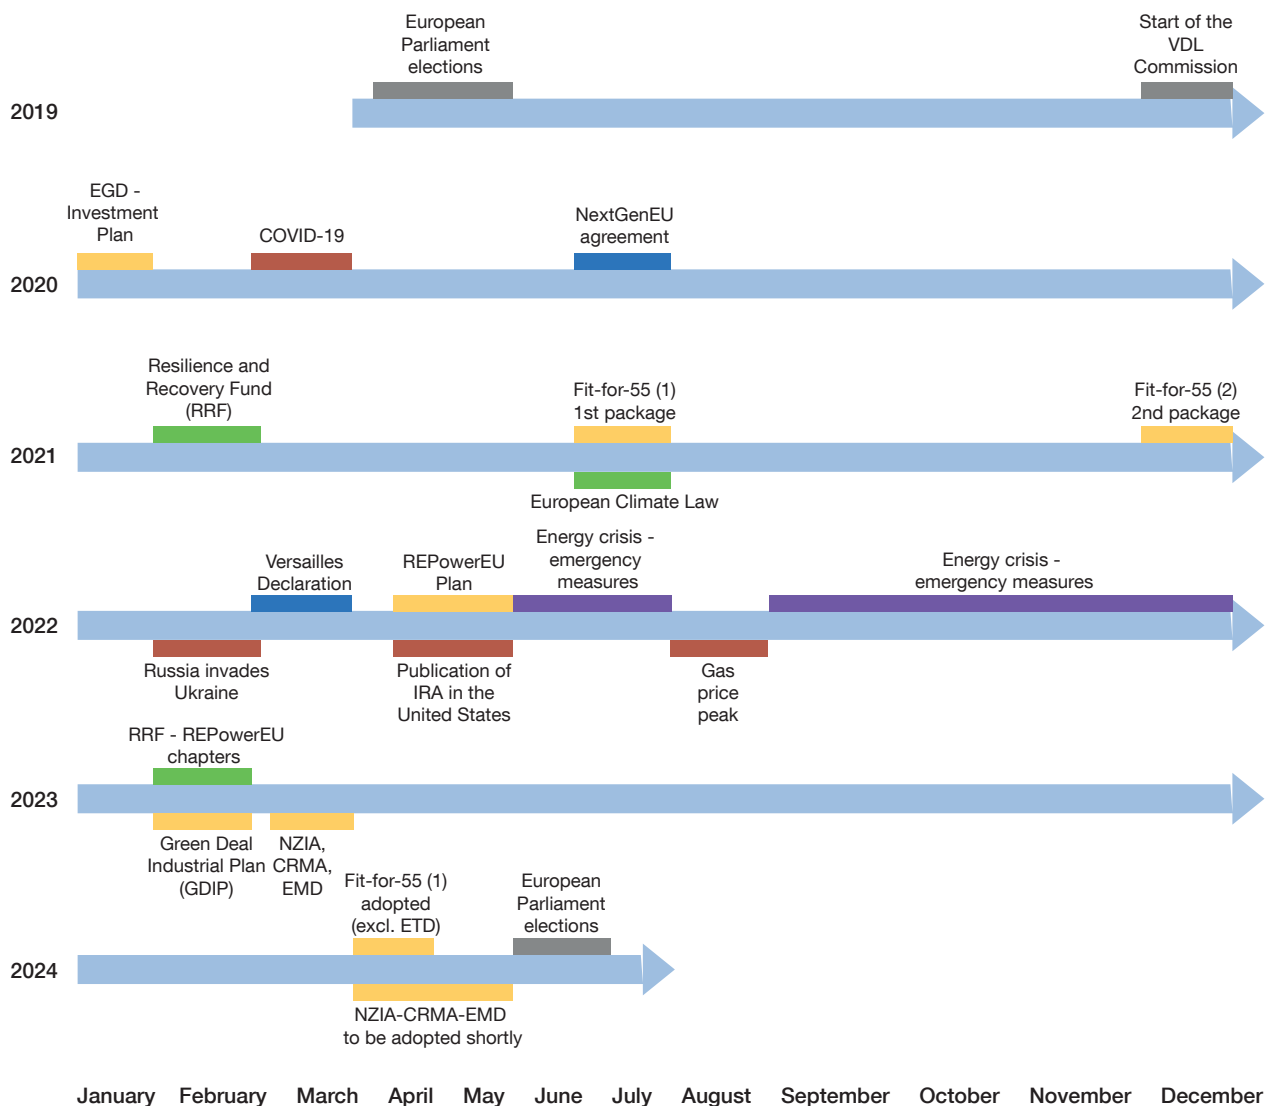 European
Parliament
elections
Start of the
VDL
Commission
2019
EGD -
Investment
Plan
COVID-19
NextGenEU
agreement
2020
Resilience and
Recovery Fund
(RRF)
Fit-for-55 (1)
1st package
Fit-for-55 (2)
2nd package
2021
European Climate Law
Versailles
Declaration
REPowerEU
Plan
Energy crisis -
emergency
measures
Energy crisis -
emergency measures
2022
Russia invades
Ukraine
Publication of
IRA in the
United States
Gas
price
peak
RRF - REPowerEU
chapters
2023
Green Deal
Industrial Plan
(GDIP)
NZIA,
CRMA,
EMD
Fit-for-55 (1)
adopted
(excl. ETD)
European
Parliament
elections
2024
NZIA-CRMA-EMD
to be adopted shortly
January February March April May June July August September October November December